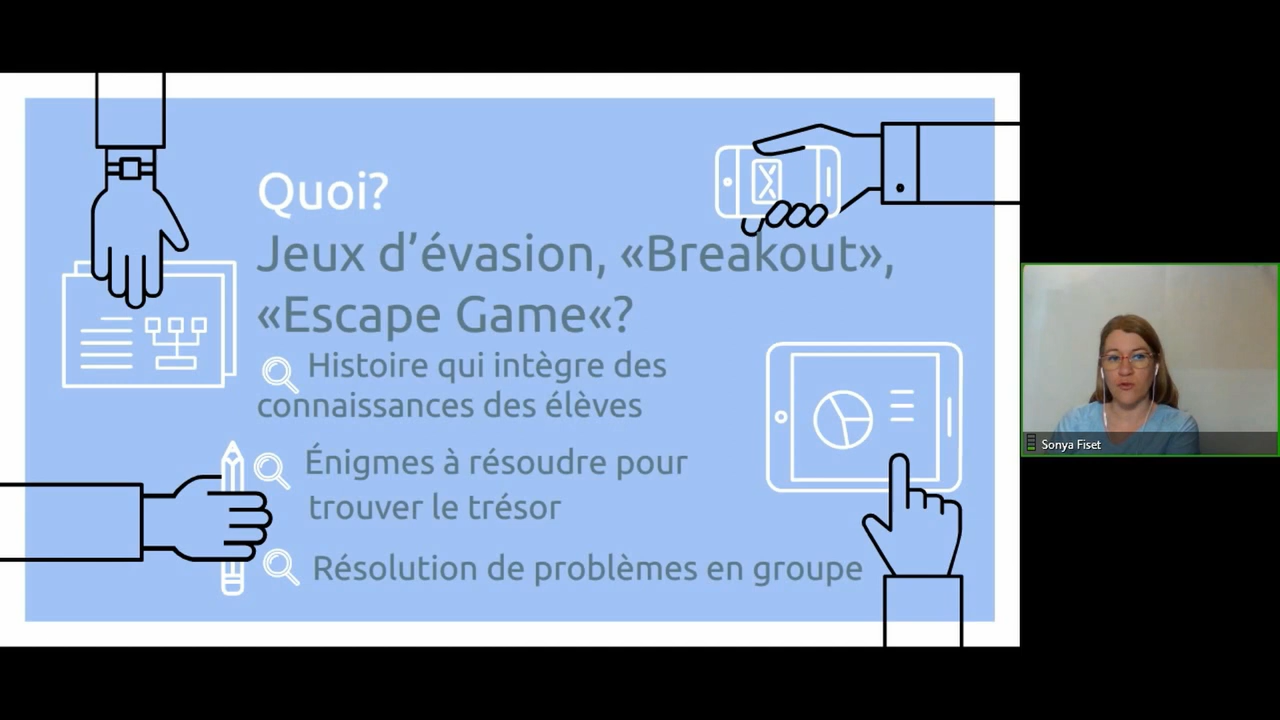 Quoi?
Jeux d’évasion, «Breakout»,
«Escape Game«?
Histoire qui intègre des
connaissances des élèves
Énigmes à résoudre pour
trouver le trésor
Résolution de problèmes en groupe
Sonya Fiset